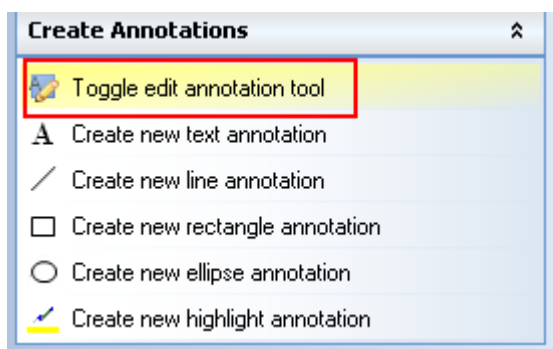 Create Annotations
Toggle edit annotation tool
Create new text annotation
Create new line annotation
Create new rectangle annotation
Create new ellipse annotation
Create new highlight annotation